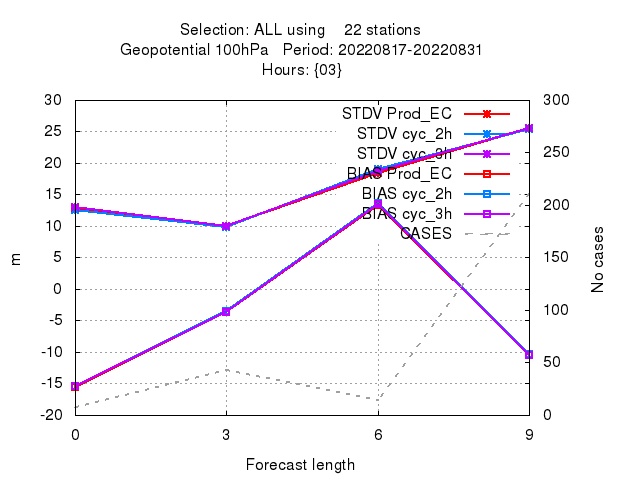 Selection: ALL using    22 stations
Geopotential 100hPa   Period: 20220817-20220831
Hours: {03}
30
25
20
15
10
5
0
-5
-10
-15
-20
m
300
250
200
150
100
50
0
No cases
STDV Prod_EC
STDV cyc_2h
STDV cyc_3h
BIAS Prod_EC
BIAS cyc_2h
BIAS cyc_3h
CASES
0 3 6 9
Forecast length